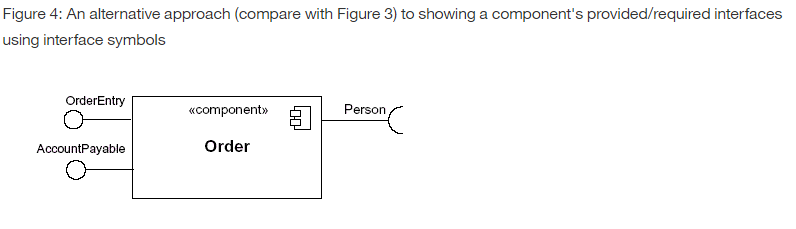 Figure 4: An alternative approach (compare with Figure 3) to showing a component's provided/required interfaces
using interface symbols
OrderEntry
«component»
Person
AccountPayable
Order